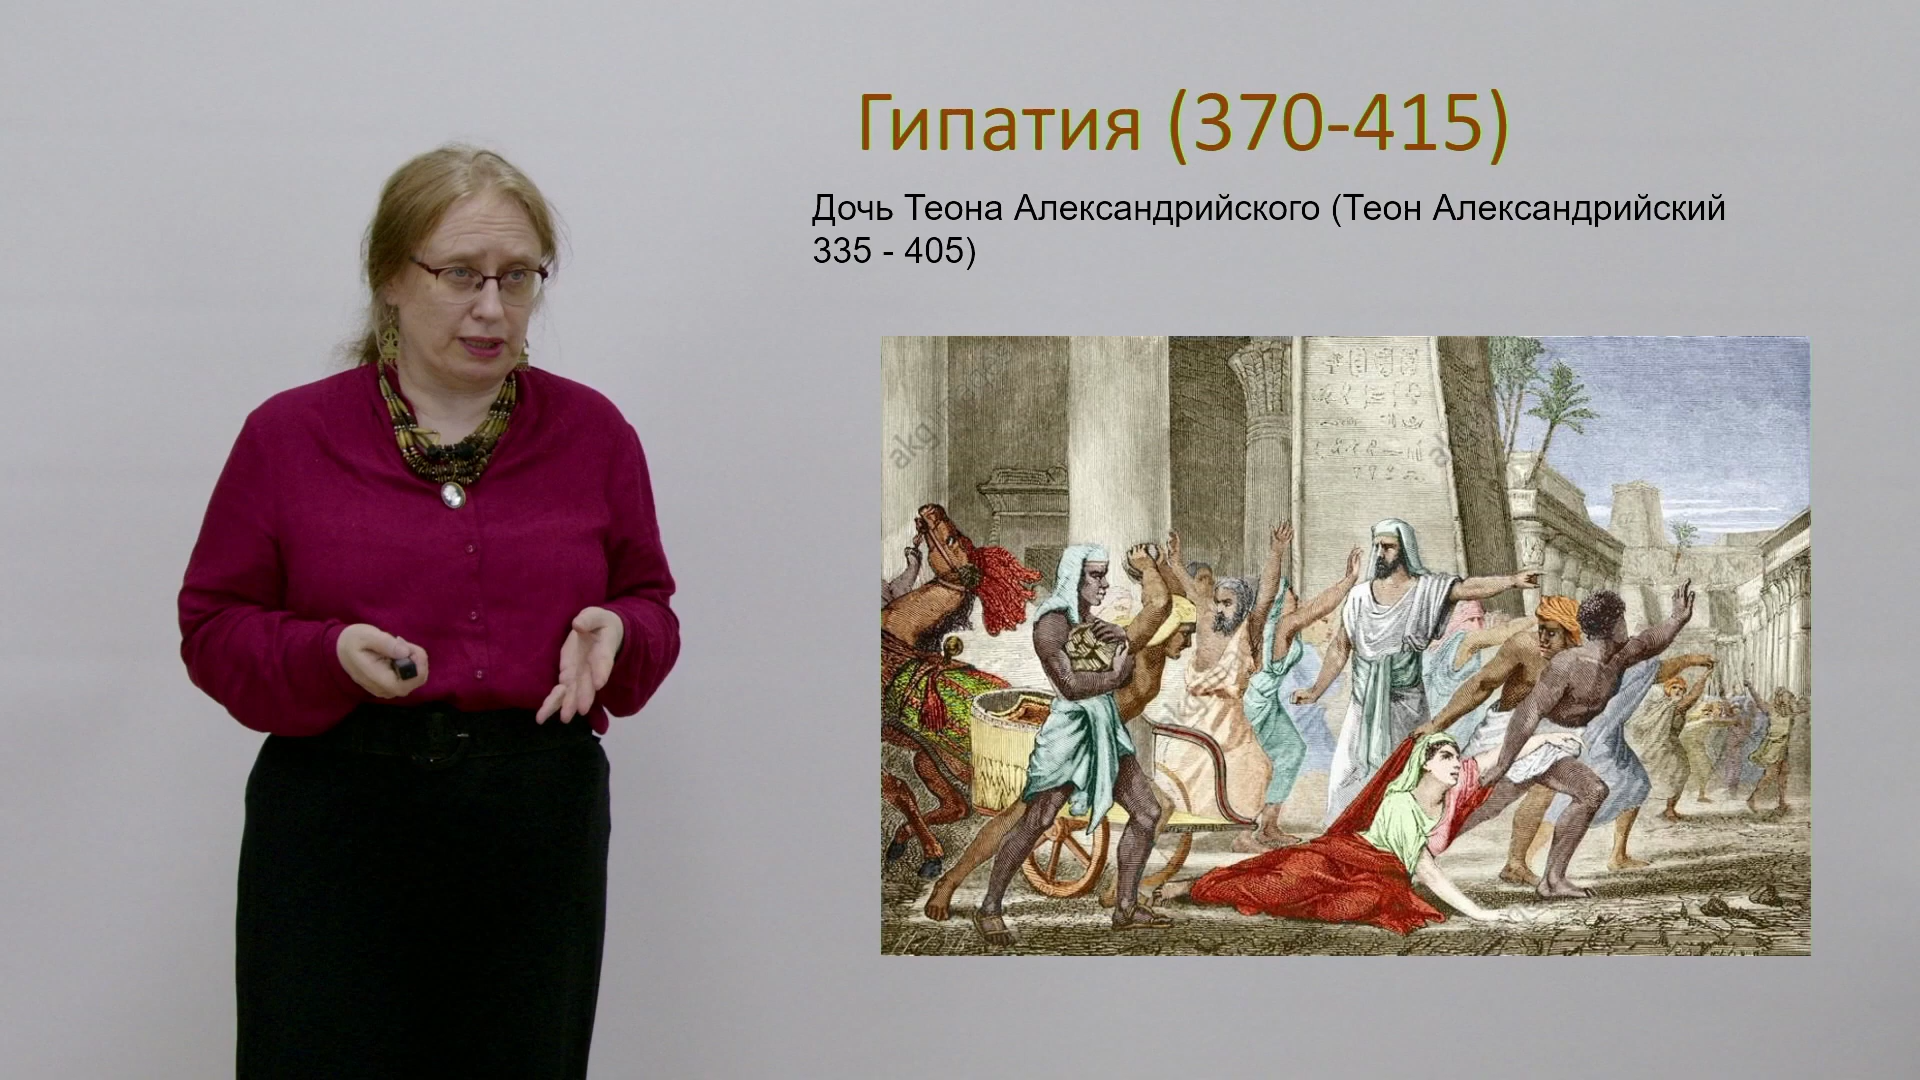 Гипатия (370-415)
Дочь Теона Александрийского (Теон Александрийский
335 - 405)